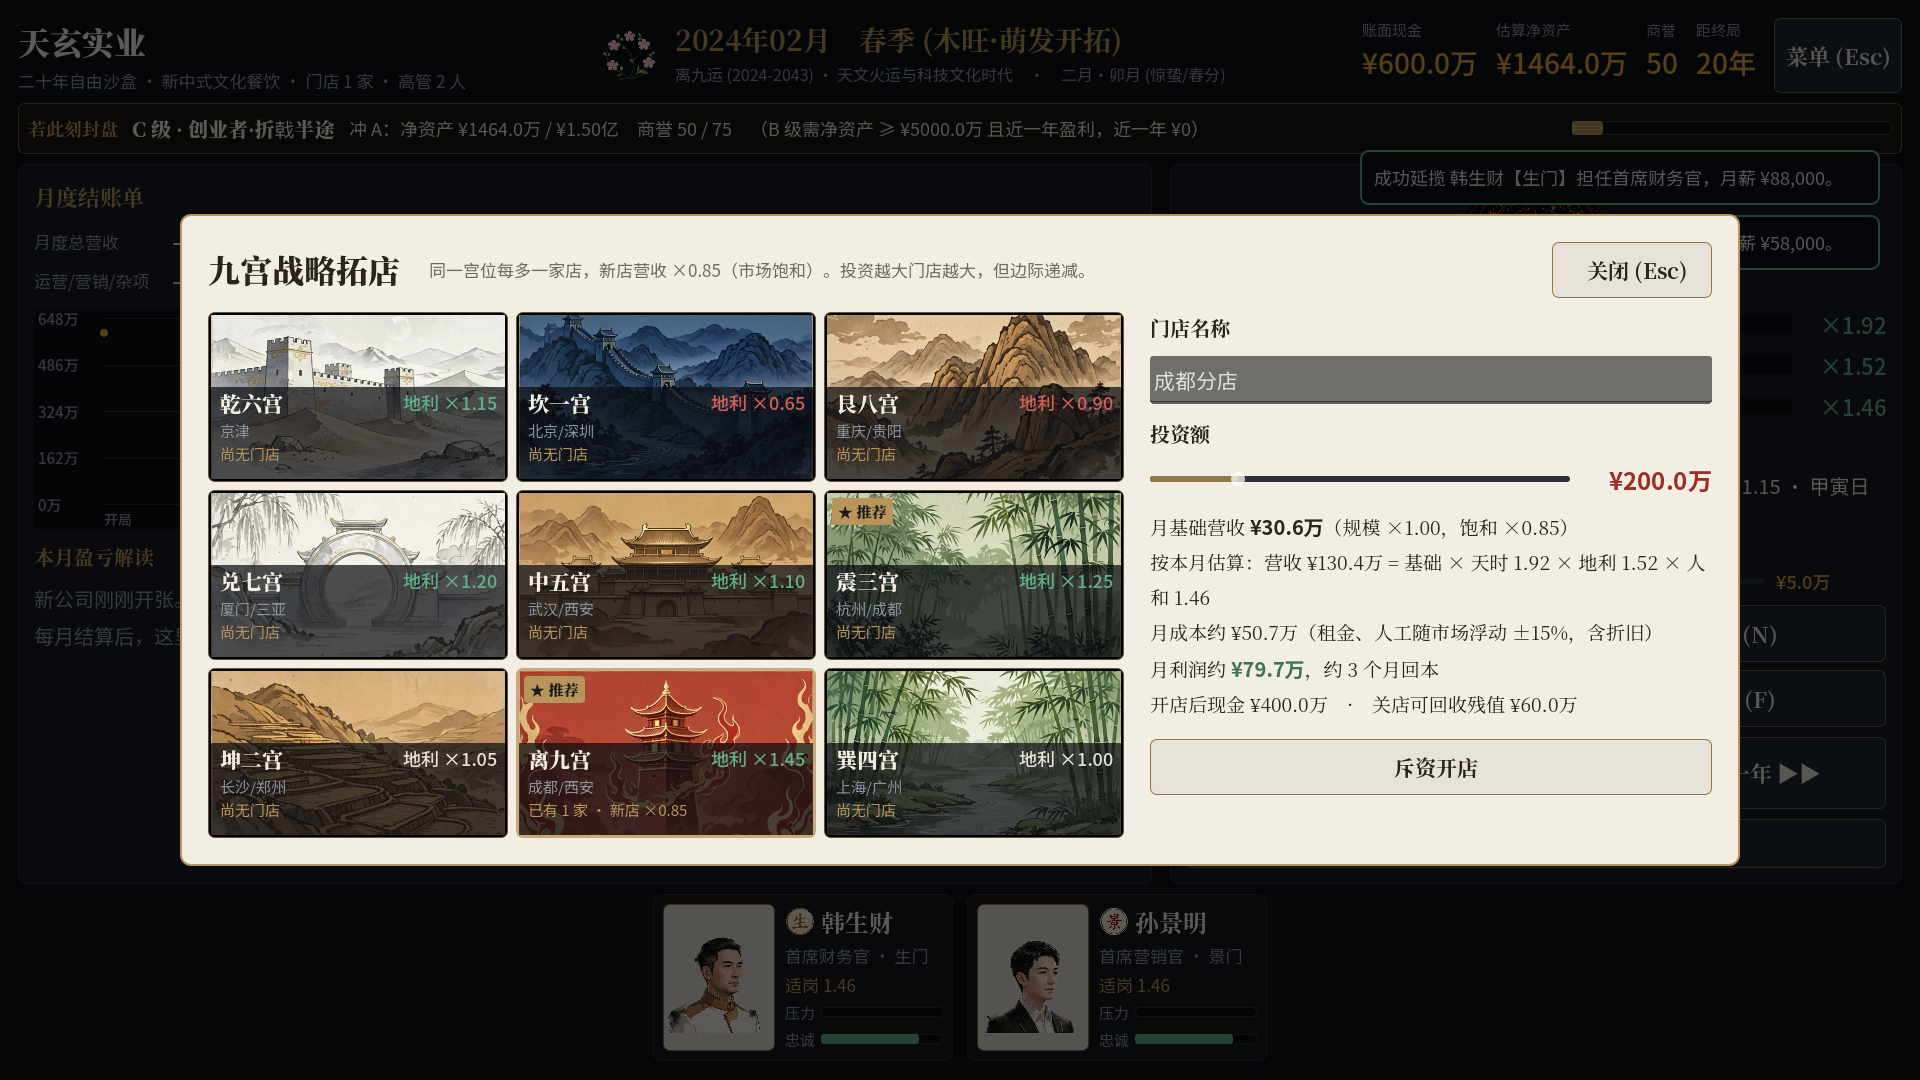 天玄实业
二十年自由沙盒 · 新中式文化餐饮 · 门店 1 家 · 高管 2 人
2024年02月 春季 (木旺·萌发开拓)
离九运 (2024-2043) · 天文火运与科技文化时代 · 二月·卯月 (惊蛰/春分)
账面现金
¥600.0万
估算净资产
¥1464.0万
商誉
50
距终局
20年
菜单 (Esc)
若此刻封盘 C 级 · 创业者·折戟半途 冲 A：净资产 ¥1464.0万 / ¥1.50亿 商誉 50 / 75 （B 级需净资产 ≥ ¥5000.0万 且近一年盈利，近一年 ¥0）
成功延揽 韩生财【生门】担任首席财务官，月薪 ¥88,000。
薪 ¥58,000。
月度结账单
月度总营收
运营/营销/杂项
648万
486万
324万
162万
0万
开局
本月盈亏解读
新公司刚刚开张。
每月结算后，这里
×1.92
×1.52
×1.46
1.15 · 甲寅日
¥5.0万
(N)
(F)
一年 ▶▶
九宫战略拓店
同一宫位每多一家店，新店营收 ×0.85（市场饱和）。投资越大门店越大，但边际递减。
关闭 (Esc)
乾六宫 地利 ×1.15
京津
尚无门店
坎一宫 地利 ×0.65
北京/深圳
尚无门店
艮八宫 地利 ×0.90
重庆/贵阳
尚无门店
兑七宫 地利 ×1.20
厦门/三亚
尚无门店
中五宫 地利 ×1.10
武汉/西安
尚无门店
★ 推荐
震三宫 地利 ×1.25
杭州/成都
尚无门店
坤二宫 地利 ×1.05
长沙/郑州
尚无门店
★ 推荐
离九宫 地利 ×1.45
成都/西安
已有 1 家 · 新店 ×0.85
巽四宫 地利 ×1.00
上海/广州
尚无门店
门店名称
成都分店
投资额
¥200.0万
月基础营收 ¥30.6万（规模 ×1.00，饱和 ×0.85）
按本月估算：营收 ¥130.4万 = 基础 × 天时 1.92 × 地利 1.52 × 人
和 1.46
月成本约 ¥50.7万（租金、人工随市场浮动 ±15%，含折旧）
月利润约 ¥79.7万，约 3 个月回本
开店后现金 ¥400.0万 · 关店可回收残值 ¥60.0万
斥资开店
生 韩生财
首席财务官 · 生门
适岗 1.46
压力
忠诚
景 孙景明
首席营销官 · 景门
适岗 1.46
压力
忠诚